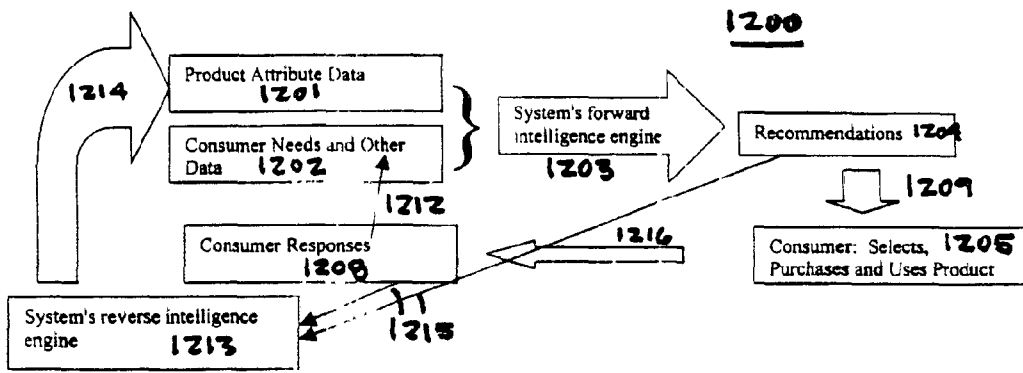 1200
1214
Product Attribute Data
1201
Consumer Needs and Other
Data 1202
System's forward
intelligence engine
1203
Recommendations 1204
1209
1212
Consumer Responses
1208
1216
Consumer: Selects, 1205
Purchases and Uses Product
1215
System's reverse intelligence
engine 1213